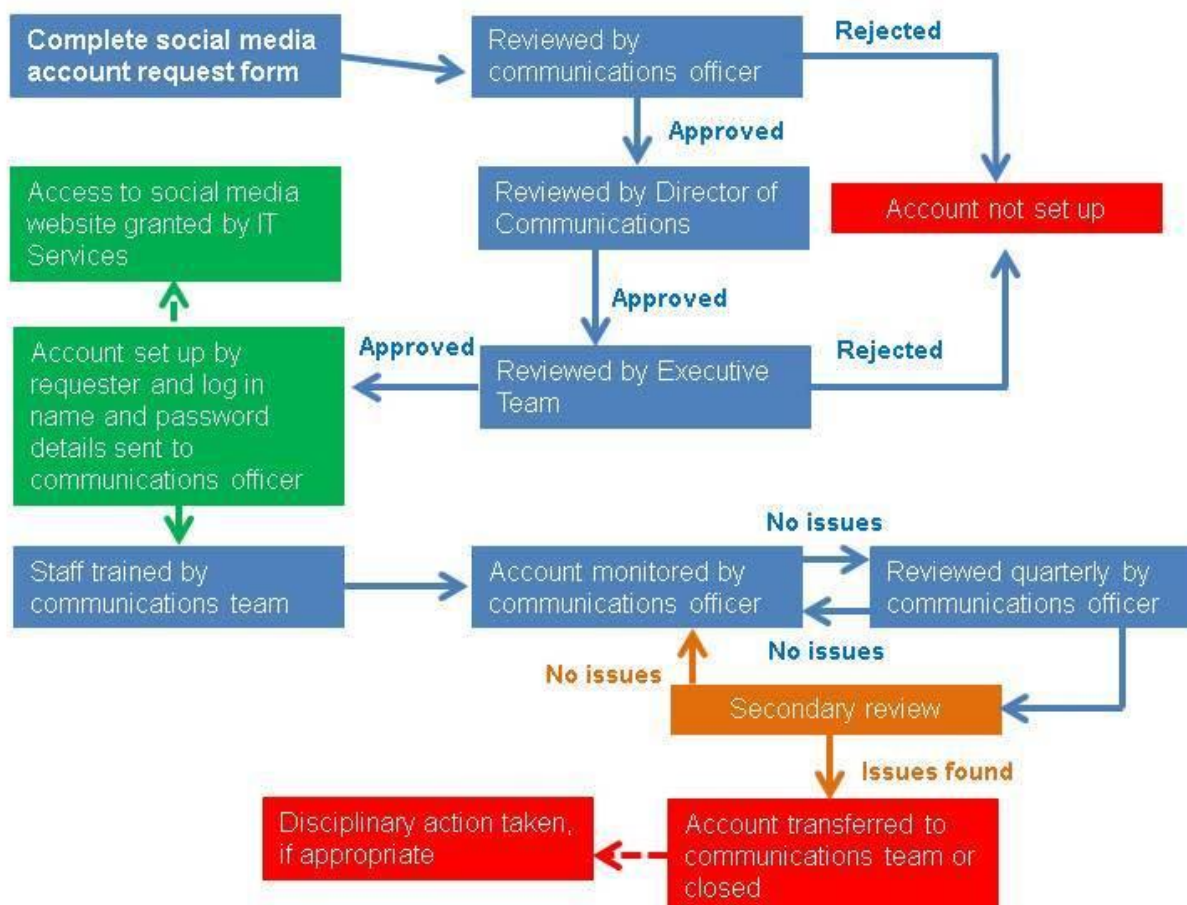 Complete social media
account request form
Reviewed by
communications officer
Rejected
Approved
Access to social media
website granted by IT
Services
Reviewed by Director of
Communications
Account not set up
Approved
Account set up by
requester and log in
name and password
details sent to
communications officer
Approved
Reviewed by Executive
Team
Rejected
No issues
Staff trained by
communications team
Account monitored by
communications officer
Reviewed quarterly by
communications officer
No issues
No issues
Secondary review
Issues found
Disciplinary action taken,
if appropriate
Account transferred to
communications team or
closed